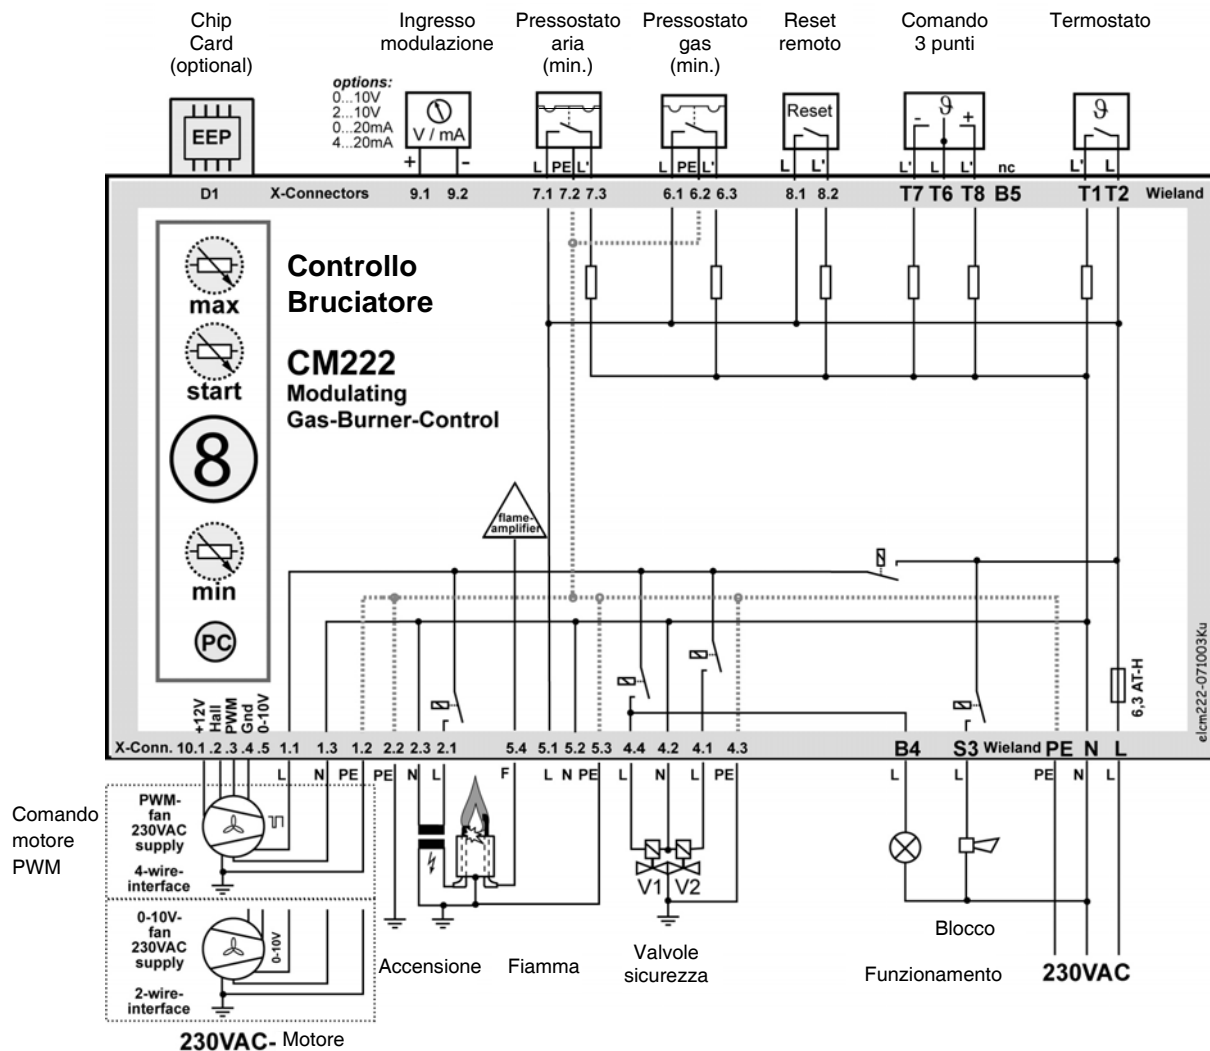 Chip
Card
(optional)
Ingresso
modulazione
Pressostato
aria
(min.)
Pressostato
gas
(min.)
Reset
remoto
Comando
3 punti
Termostato
options:
0...10V
2...10V
0...20mA
4...20mA
EEP
V / mA
+ -
Reset
ϑ
- +
ϑ
L PE L'
L PE L'
L L'
L' L L'
nc
L' L
D1 X-Connectors 9.1 9.2 7.1 7.2 7.3 6.1 6.2 6.3 8.1 8.2 T7 T6 T8 B5 T1 T2 Wieland
max
start
8
min
PC
Controllo
Bruciatore
CM222
Modulating
Gas-Burner-Control
flame-
amplifier
6,3 AT-H
elcm222-071003Ku
+12V
Hall
PWM
Gnd
0-10V
X-Conn. 10.1 .2 .3 .4 .5 1.1 1.3 1.2 2.2 2.3 2.1 5.4 5.1 5.2 5.3 4.4 4.2 4.1 4.3 B4 S3 Wieland PE N L
L N PE PE N L F L N PE L N L PE L L PE N L
Comando
motore
PWM
PWM-
fan
230VAC
supply
4-wire-
interface
0-10V-
fan
230VAC
supply
2-wire-
interface
0-10V
230VAC- Motore
Accensione
Fiamma
V1 V2
Valvole
sicurezza
Blocco
Funzionamento
230VAC